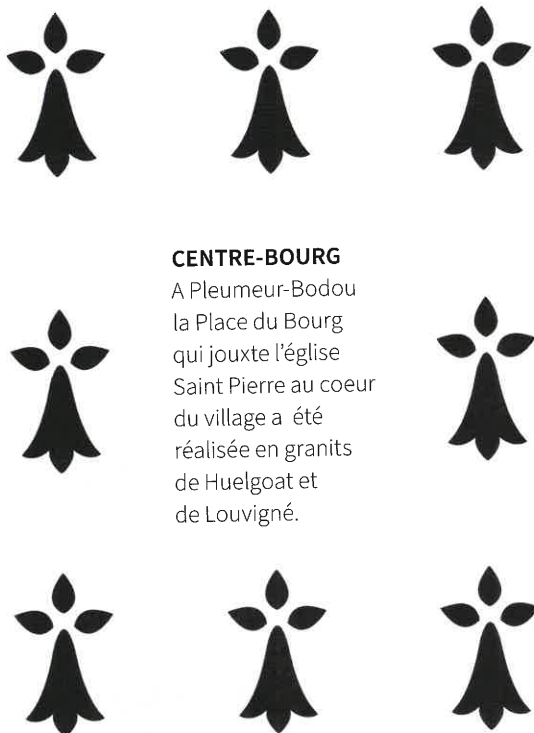 CENTRE-BOURG
A Pleumeur-Bodou
la Place du Bourg
qui jouxte l'église
Saint Pierre au coeur
du village a été
réalisée en granits
de Huelgoat et
de Louvigné.